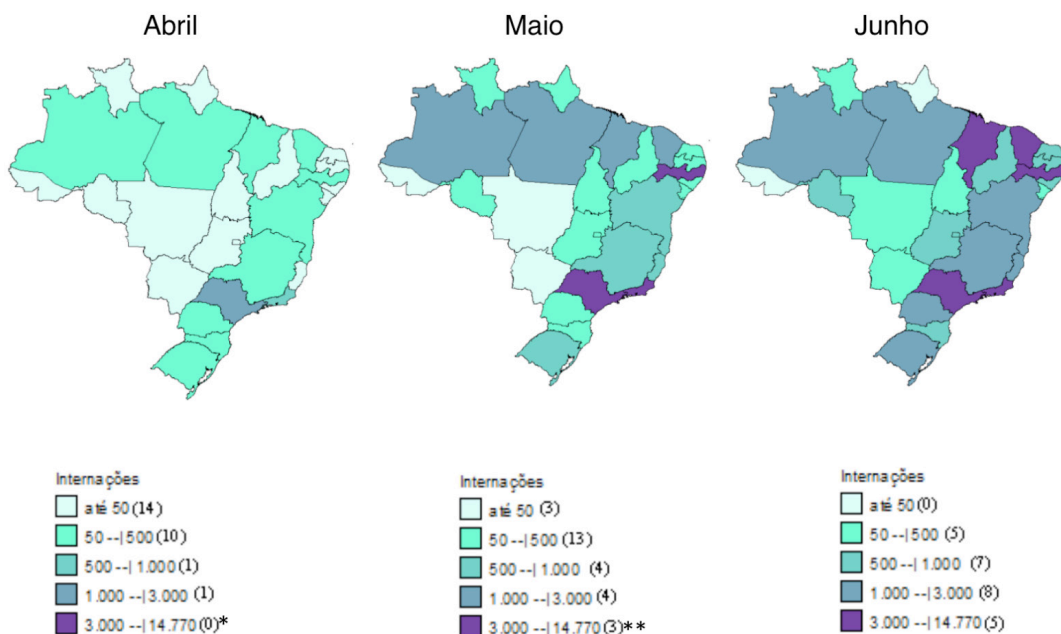 Abril
Maio
Junho
Internações
até 50 (14)
50 --| 500 (10)
500 --| 1.000 (1)
1.000 --| 3.000 (1)
3.000 --| 14.770 (0)*
Internações
até 50 (3)
50 --| 500 (13)
500 --| 1.000 (4)
1.000 --| 3.000 (4)
3.000 --| 14.770 (3)**
Internações
até 50 (0)
50 --| 500 (5)
500 --| 1.000 (7)
1.000 --| 3.000 (8)
3.000 --| 14.770 (5)